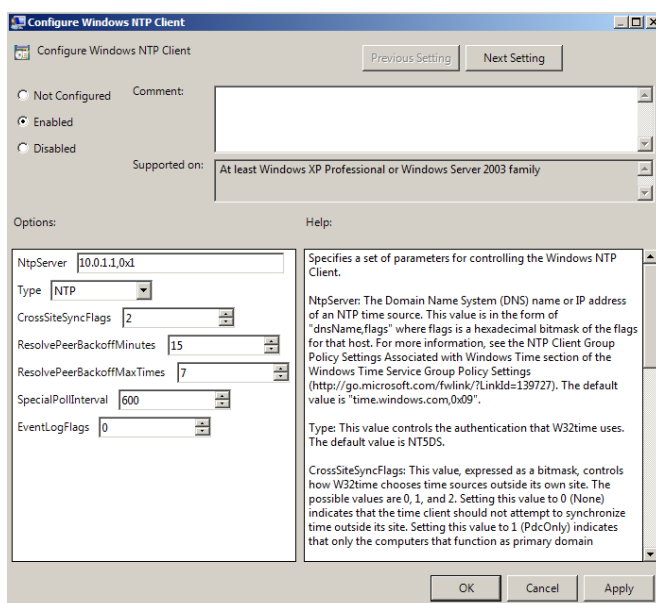 Configure Windows NTP Client
Configure Windows NTP Client
Previous Setting
Next Setting
Not Configured
Comment:
Enabled
Disabled
Supported on:
At least Windows XP Professional or Windows Server 2003 family
Options:
Help:
NtpServer 10.0.1.1,0x1
Type NTP
CrossSiteSyncFlags 2
ResolvePeerBackoffMinutes 15
ResolvePeerBackoffMaxTimes 7
SpecialPollInterval 600
EventLogFlags 0
Specifies a set of parameters for controlling the Windows NTP
Client.
NtpServer: The Domain Name System (DNS) name or IP address
of an NTP time source. This value is in the form of
"dnsName,flags" where flags is a hexadecimal bitmask of the flags
for that host. For more information, see the NTP Client Group
Policy Settings Associated with Windows Time section of the
Windows Time Service Group Policy Settings
(http://go.microsoft.com/fwlink/?LinkId=139727). The default
value is "time.windows.com,0x09".
Type: This value controls the authentication that W32time uses.
The default value is NT5DS.
CrossSiteSyncFlags: This value, expressed as a bitmask, controls
how W32time chooses time sources outside its own site. The
possible values are 0, 1, and 2. Setting this value to 0 (None)
indicates that the time client should not attempt to synchronize
time outside its site. Setting this value to 1 (PdcOnly) indicates
that only the computers that function as primary domain
OK
Cancel
Apply